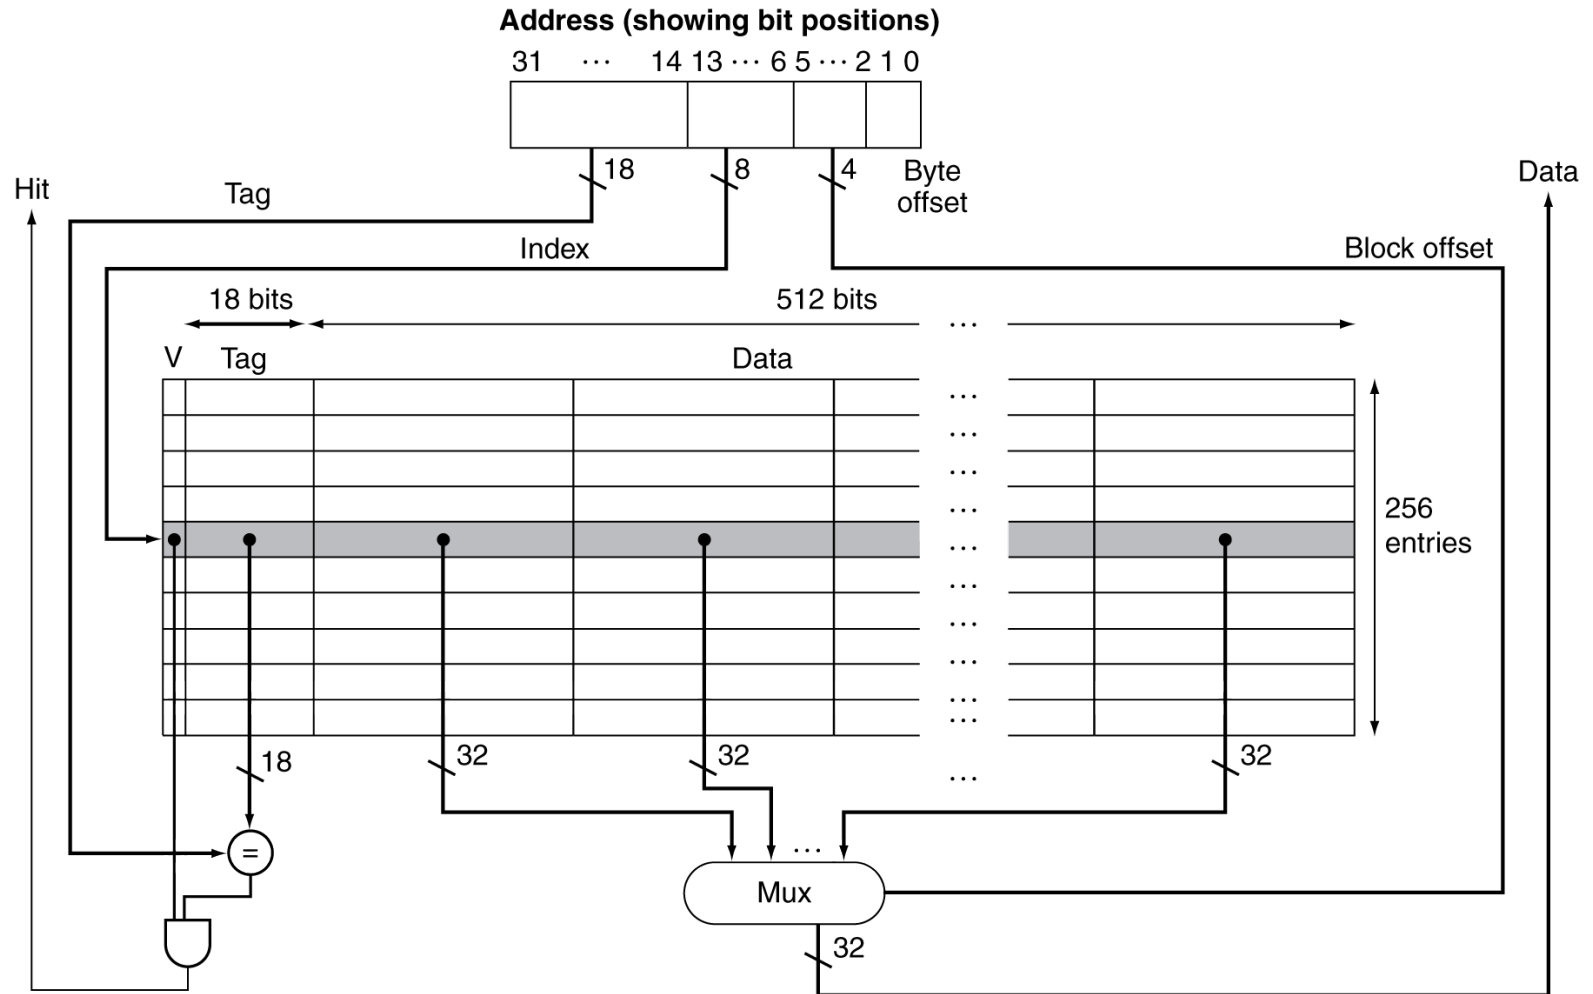 Address (showing bit positions)
31 ··· 14 13 ··· 6 5 ··· 2 1 0
18
8
4
Byte
offset
Hit
Tag
Data
Index
Block offset
18 bits
512 bits
···
V
Tag
Data
···
···
···
···
256
entries
···
···
···
···
···
···
18
32
32
···
32
=
···
Mux
32